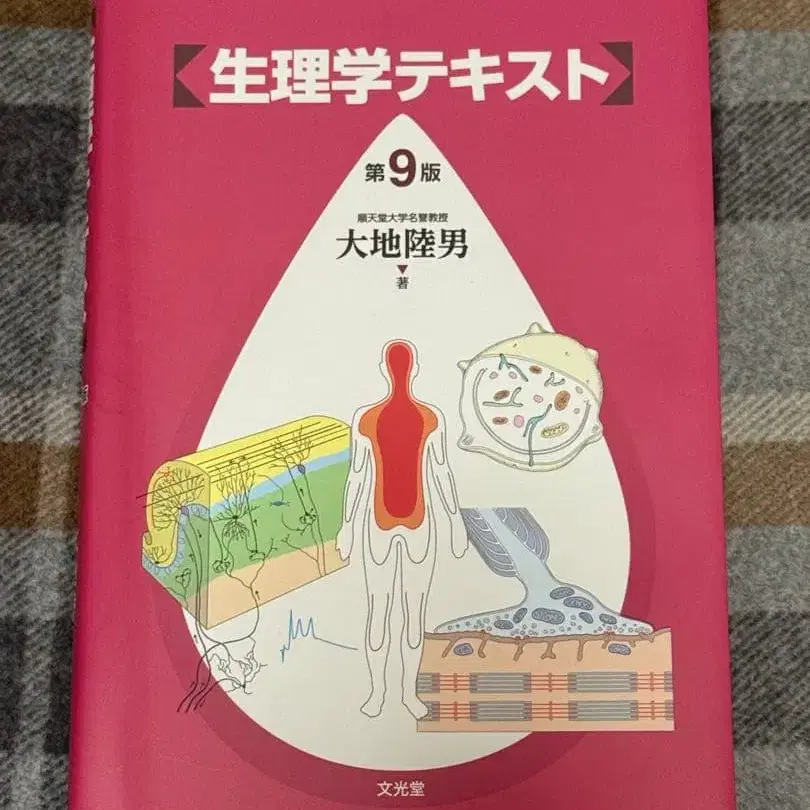 生理学テキスト
第9版
順天堂大学名誉教授
大地陸男
著
文光堂